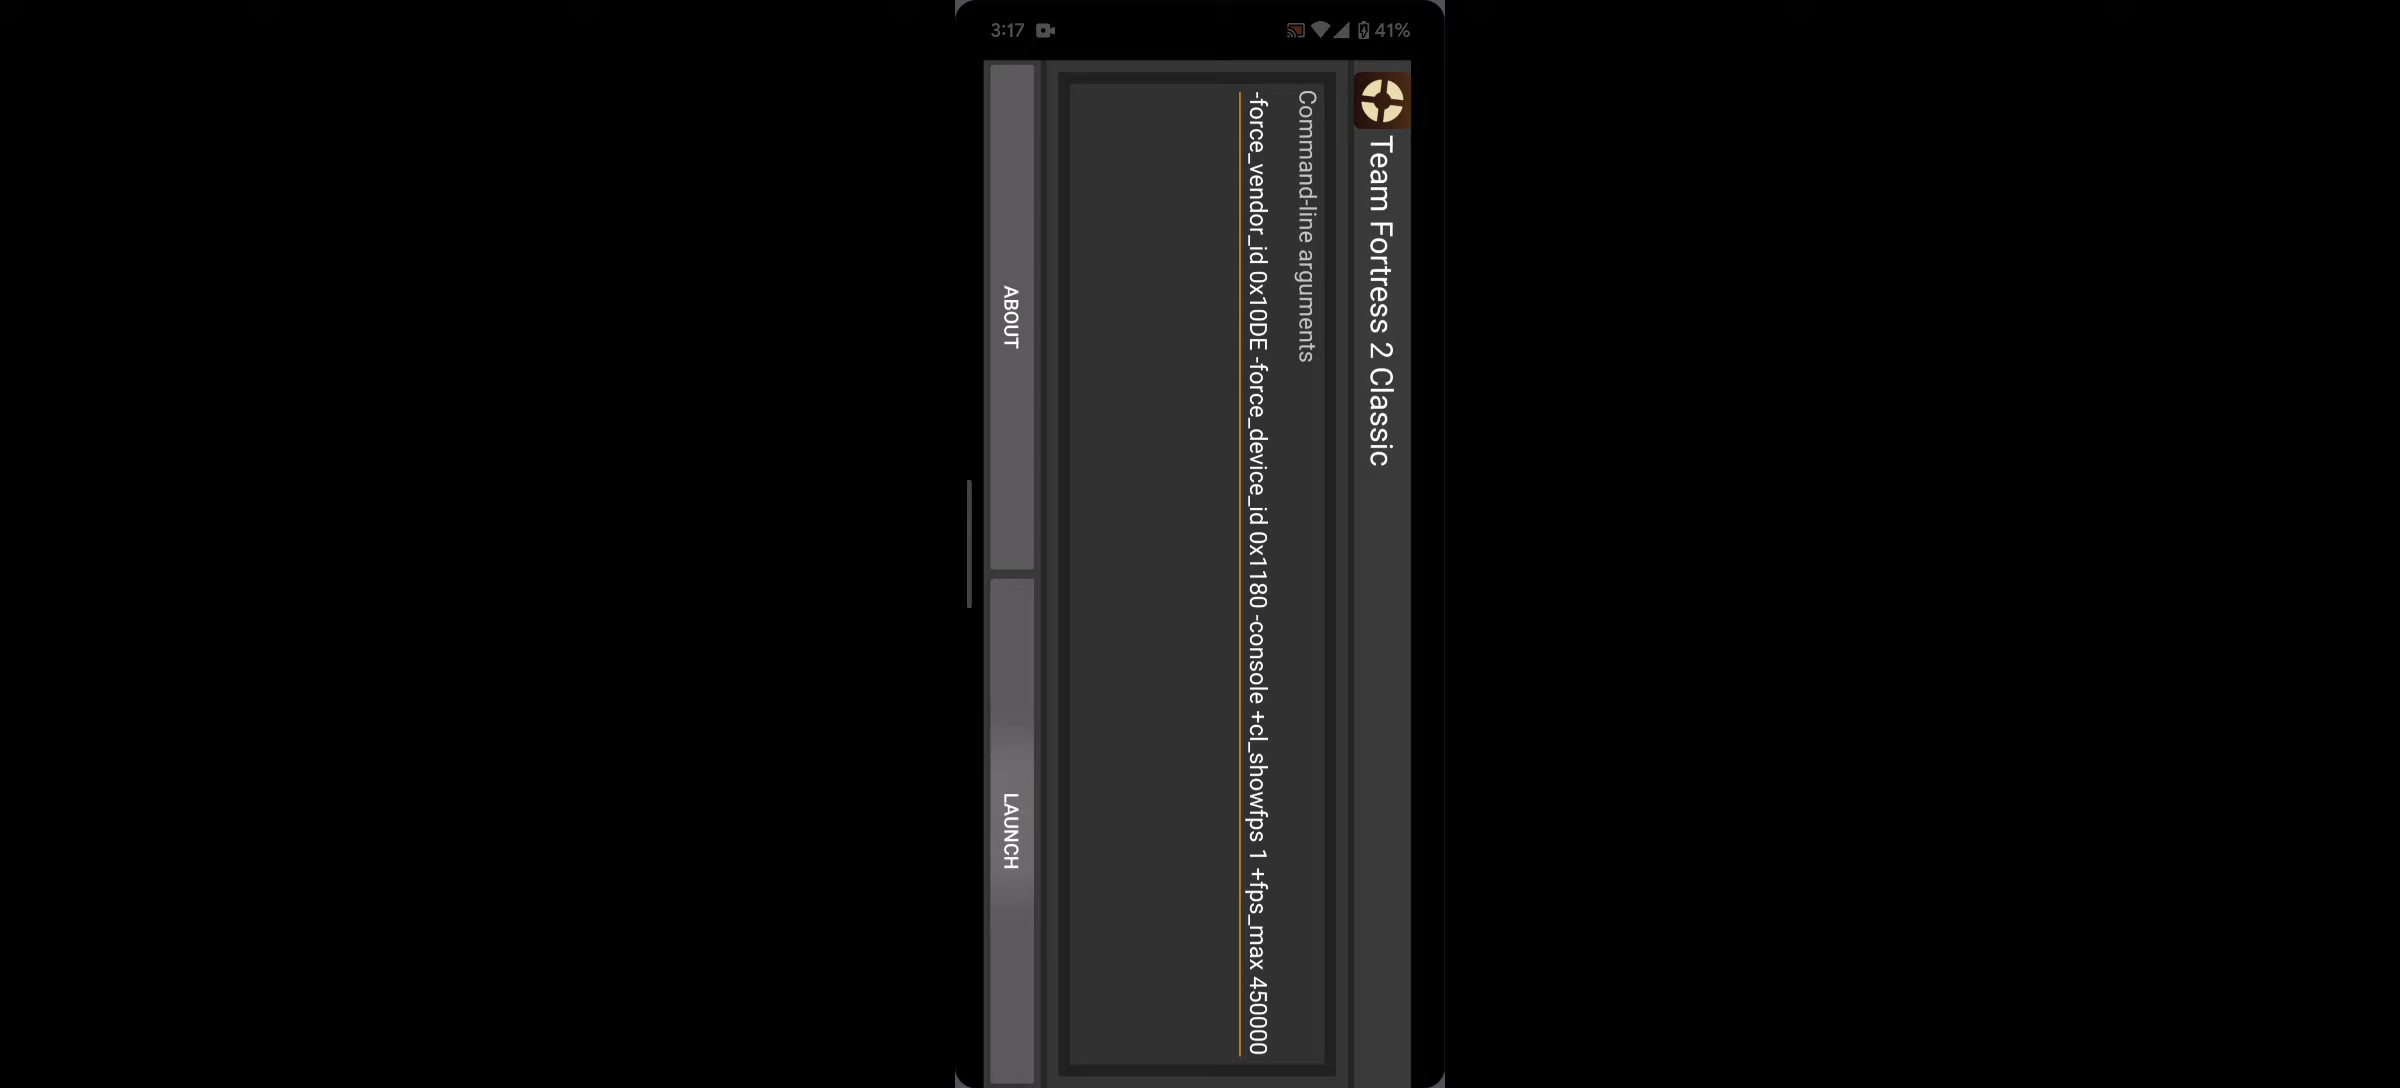 3:17
41%
Team Fortress 2 Classic
Command-line arguments
-force_vendor_id 0x10DE -force_device_id 0x1180 -console +cl_showfps 1 +fps_max 450000
ABOUT
LAUNCH